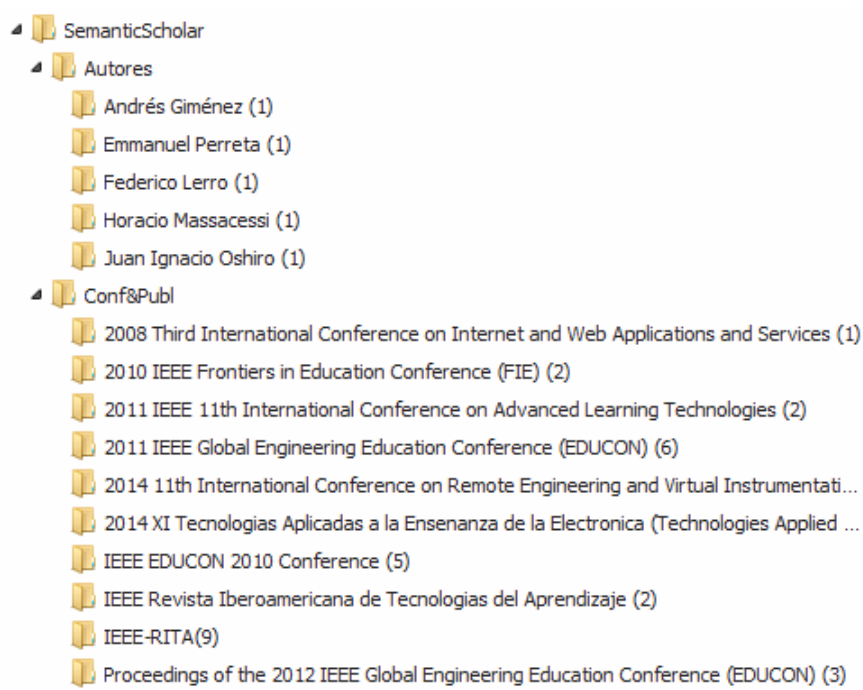 SemanticScholar
Autores
Andrés Giménez (1)
Emmanuel Perreta (1)
Federico Lerro (1)
Horacio Massacessi (1)
Juan Ignacio Oshiro (1)
Conf&Publ
2008 Third International Conference on Internet and Web Applications and Services (1)
2010 IEEE Frontiers in Education Conference (FIE) (2)
2011 IEEE 11th International Conference on Advanced Learning Technologies (2)
2011 IEEE Global Engineering Education Conference (EDUCON) (6)
2014 11th International Conference on Remote Engineering and Virtual Instrumentati...
2014 XI Tecnologias Aplicadas a la Ensenanza de la Electronica (Technologies Applied ...
IEEE EDUCON 2010 Conference (5)
IEEE Revista Iberoamericana de Tecnologias del Aprendizaje (2)
IEEE-RITA(9)
Proceedings of the 2012 IEEE Global Engineering Education Conference (EDUCON) (3)